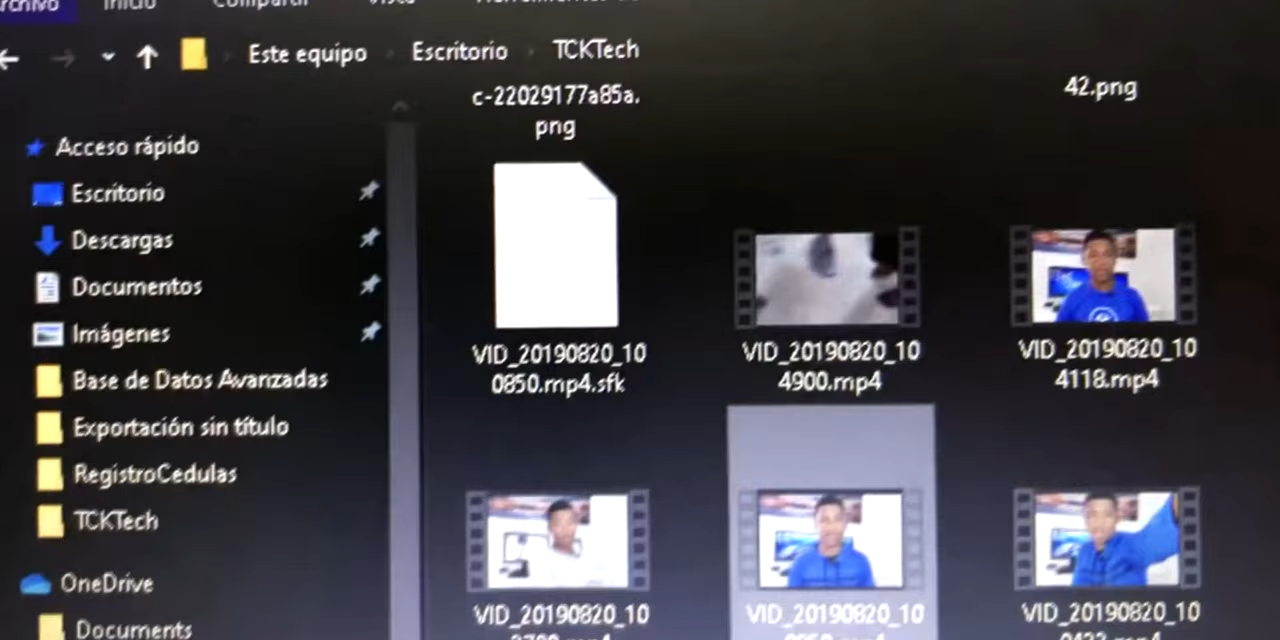 Archivo Inicio Compartir Vista
Este equipo Escritorio TCKTech
c-22029177a85a.
png
42.png
Acceso rápido
Escritorio
Descargas
Documentos
Imágenes
Base de Datos Avanzadas
Exportación sin título
RegistroCedulas
TCKTech
OneDrive
Documents
VID_20190820_10
0850.mp4.sfk
VID_20190820_10
4900.mp4
VID_20190820_10
4118.mp4
VID_20190820_10
VID_20190820_10
VID_20190820_10